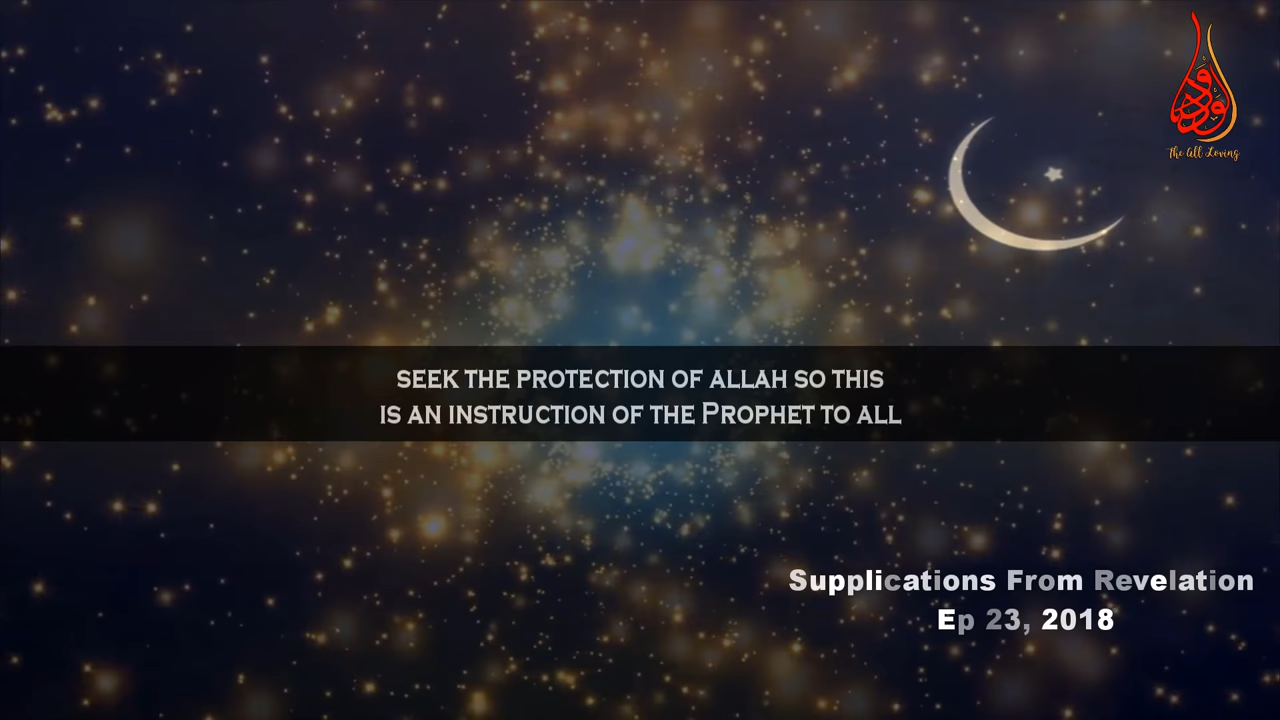 The All Loving
SEEK THE PROTECTION OF ALLAH SO THIS
IS AN INSTRUCTION OF THE PROPHET TO ALL
Supplications From Revelation
Ep 23, 2018